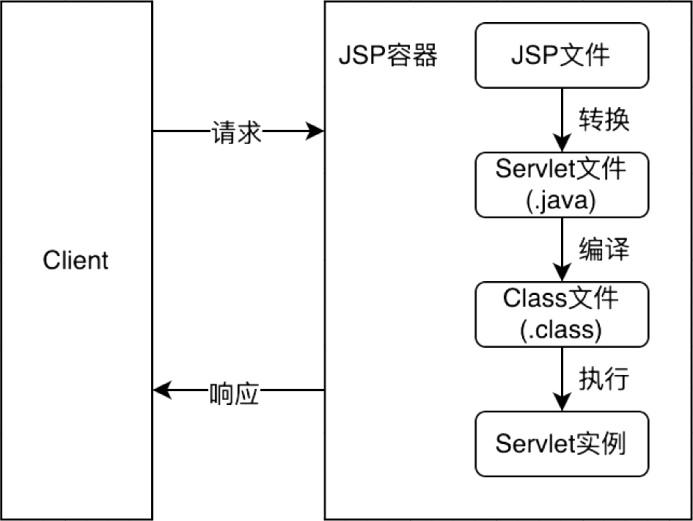 JSP容器
JSP文件
请求
转换
Servlet文件
(.java)
Client
编译
Class文件
(.class)
响应
执行
Servlet实例